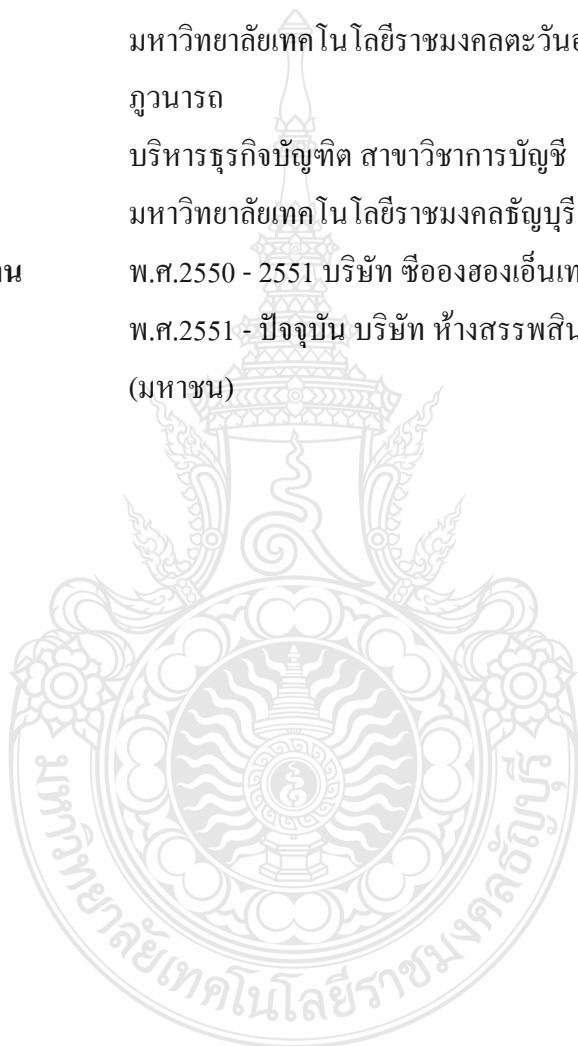 มหาวิทยาลัยเทคโนโลยีราชมงคลตะวัน
ภูวนารถ
บริหารธุรกิจบัญฑิต สาขาวิชาการบัญชี
มหาวิทยาลัยเทคโนโลยีราชมงคลธัญบุรี
พ.ศ.2550 - 2551 บริษัท ซีอองฮองเอ็นเท
พ.ศ.2551 - ปัจจุบัน บริษัท ห้างสรรพสิน
(มหาชน)
มหาวิทยาลัยเทคโนโลยีราชมงคลธัญบุรี